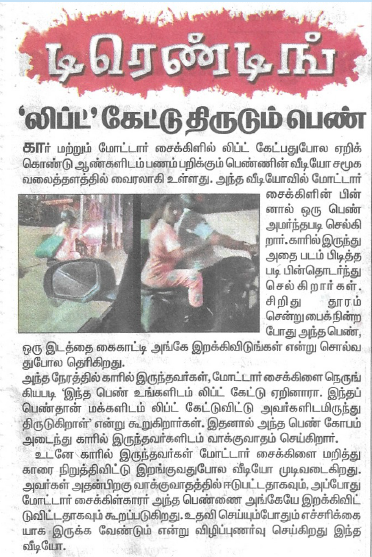 டிரெண்டிங்
‘லிப்ட்’ கேட்டு திருடும் பெண்
கார் மற்றும் மோட்டார் சைக்கிளில் லிப்ட் கேட்பதுபோல ஏறிக்
கொண்டு ஆண்களிடம் பணம் பறிக்கும் பெண்ணின் வீடியோ சமூக
வலைத்தளத்தில் வைரலாகி உள்ளது. அந்த வீடியோவில் மோட்டார்
சைக்கிளின் பின்
னால் ஒரு பெண்
அமர்ந்தபடி செல்கி
றார். காரில் இருந்து
அதை படம் பிடித்த
படி பின்தொடர்ந்து
செல்கிறார்கள்.
சிறிது தூரம்
சென்று பைக் நின்ற
போது அந்த பெண்,
ஒரு இடத்தை கைகாட்டி அங்கே இறக்கிவிடுங்கள் என்று சொல்வ
துபோல தெரிகிறது.
அந்த நேரத்தில் காரில் இருந்தவர்கள், மோட்டார் சைக்கிளை நெருங்
கியபடி ‘இந்த பெண் உங்களிடம் லிப்ட் கேட்டு ஏறினாரா. இந்தப்
பெண்தான் மக்களிடம் லிப்ட் கேட்டுவிட்டு அவர்களிடமிருந்து
திருடுகிறாள்’ என்று கூறுகிறார்கள். இதனால் அந்த பெண் கோபம்
அடைந்து காரில் இருந்தவர்களிடம் வாக்குவாதம் செய்கிறார்.
உடனே காரில் இருந்தவர்கள் மோட்டார் சைக்கிளை மறித்து
காரை நிறுத்திவிட்டு இறங்குவதுபோல வீடியோ முடிவடைகிறது.
அவர்கள் அதன்பிறகு வாக்குவாதத்தில் ஈடுபட்டதாகவும், அப்போது
மோட்டார் சைக்கிள்காரர் அந்த பெண்ணை அங்கேயே இறக்கிவிட்
டுவிட்டதாகவும் கூறப்படுகிறது. உதவி செய்யும்போதும் எச்சரிக்கை
யாக இருக்க வேண்டும் என்று விழிப்புணர்வு செய்கிறது இந்த
வீடியோ.